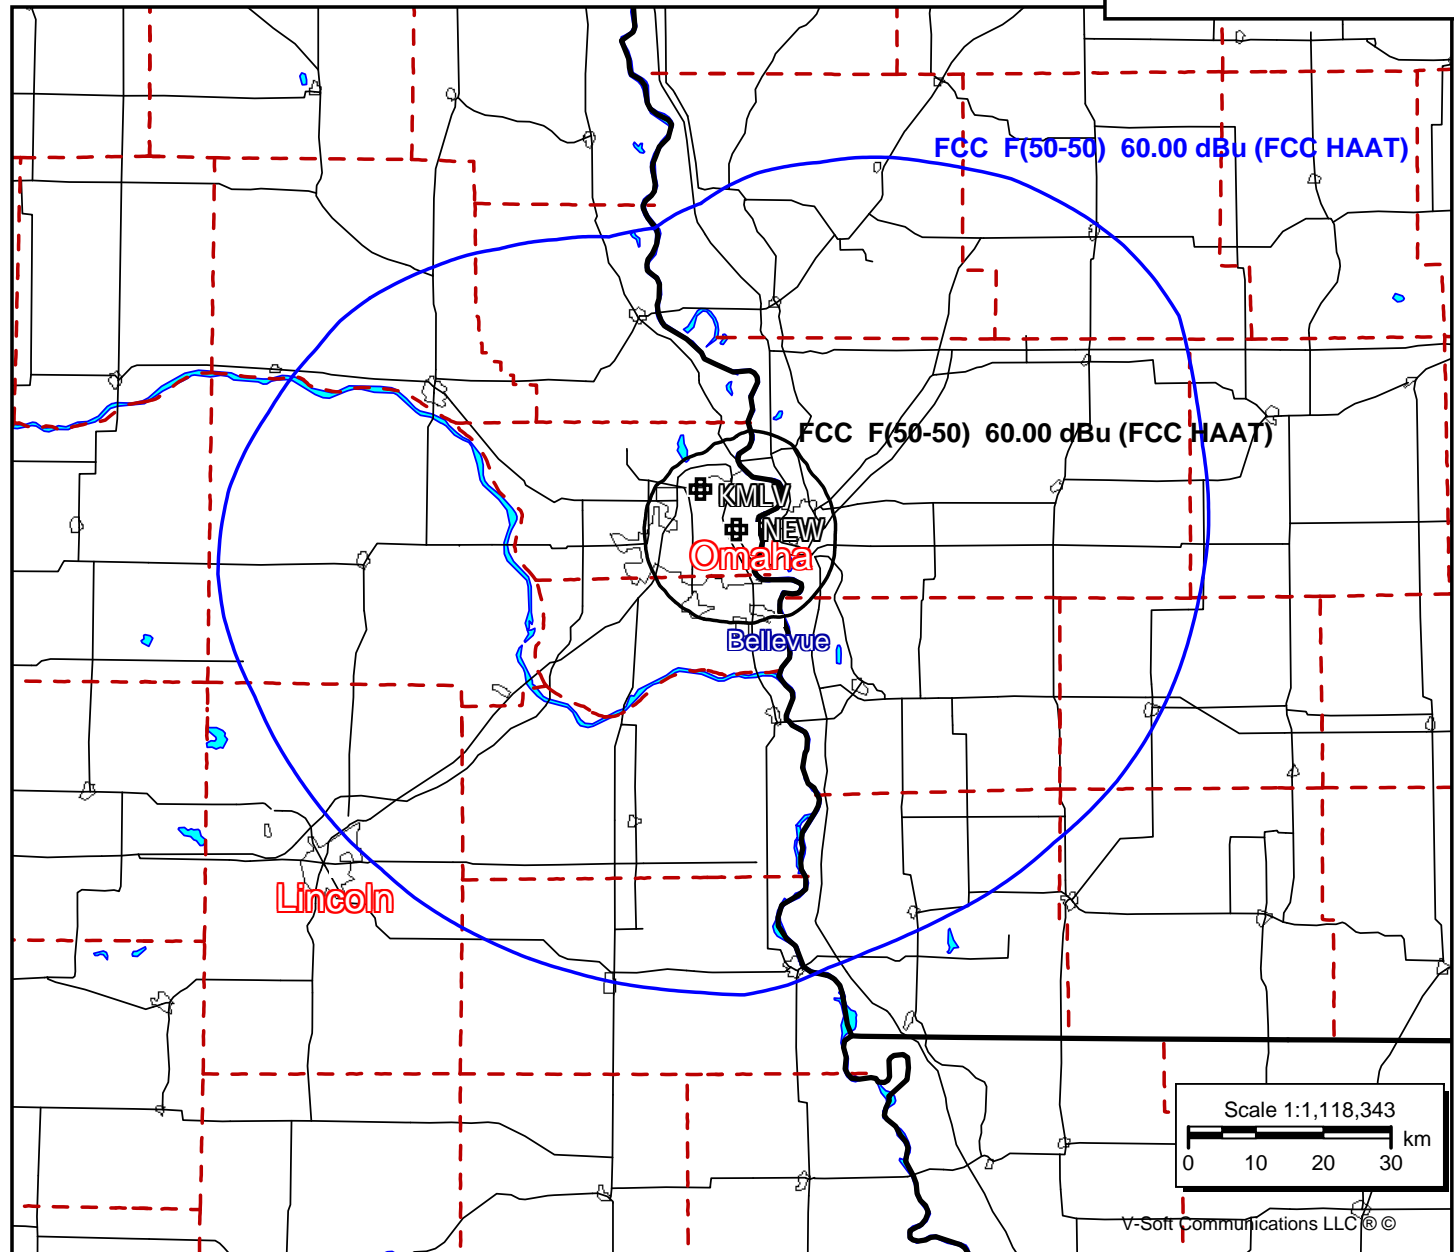 FCC F(50-50) 60.00 dBu (FCC HAAT)
FCC F(50-50) 60.00 dBu (FCC HAAT)
KMLV
NEW
Omaha
Bellevue
Lincoln
Scale 1:1,118,343
km
0 10 20 30
V-Soft Communications LLC ® ©